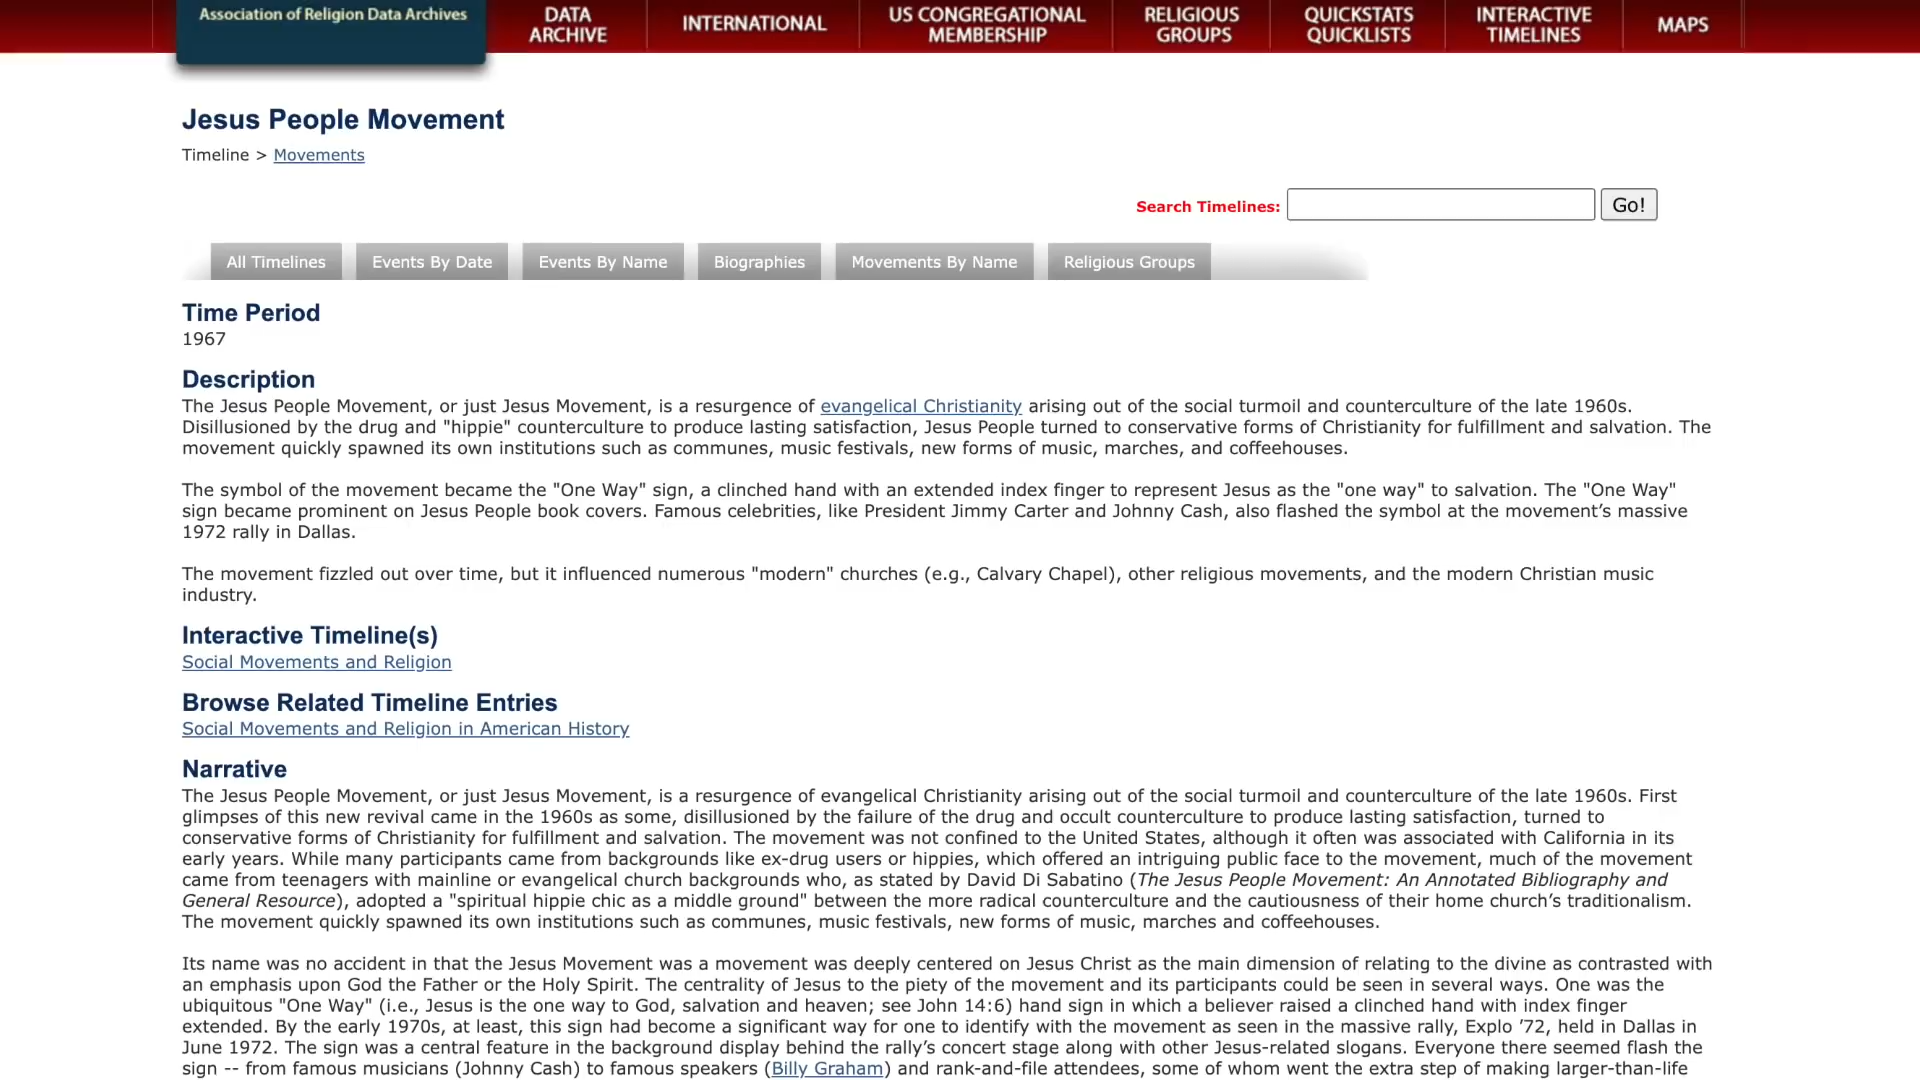 Association of Religion Data Archives
DATA
ARCHIVE
INTERNATIONAL
US CONGREGATIONAL
MEMBERSHIP
RELIGIOUS
GROUPS
QUICKSTATS
QUICKLISTS
INTERACTIVE
TIMELINES
MAPS
Jesus People Movement
Timeline > Movements
Search Timelines: Go!
All Timelines Events By Date Events By Name Biographies Movements By Name Religious Groups
Time Period
1967
Description
The Jesus People Movement, or just Jesus Movement, is a resurgence of evangelical Christianity arising out of the social turmoil and counterculture of the late 1960s.
Disillusioned by the drug and "hippie" counterculture to produce lasting satisfaction, Jesus People turned to conservative forms of Christianity for fulfillment and salvation. The
movement quickly spawned its own institutions such as communes, music festivals, new forms of music, marches, and coffeehouses.
The symbol of the movement became the "One Way" sign, a clinched hand with an extended index finger to represent Jesus as the "one way" to salvation. The "One Way"
sign became prominent on Jesus People book covers. Famous celebrities, like President Jimmy Carter and Johnny Cash, also flashed the symbol at the movement’s massive
1972 rally in Dallas.
The movement fizzled out over time, but it influenced numerous "modern" churches (e.g., Calvary Chapel), other religious movements, and the modern Christian music
industry.
Interactive Timeline(s)
Social Movements and Religion
Browse Related Timeline Entries
Social Movements and Religion in American History
Narrative
The Jesus People Movement, or just Jesus Movement, is a resurgence of evangelical Christianity arising out of the social turmoil and counterculture of the late 1960s. First
glimpses of this new revival came in the 1960s as some, disillusioned by the failure of the drug and occult counterculture to produce lasting satisfaction, turned to
conservative forms of Christianity for fulfillment and salvation. The movement was not confined to the United States, although it often was associated with California in its
early years. While many participants came from backgrounds like ex-drug users or hippies, which offered an intriguing public face to the movement, much of the movement
came from teenagers with mainline or evangelical church backgrounds who, as stated by David Di Sabatino (The Jesus People Movement: An Annotated Bibliography and
General Resource), adopted a "spiritual hippie chic as a middle ground" between the more radical counterculture and the cautiousness of their home church’s traditionalism.
The movement quickly spawned its own institutions such as communes, music festivals, new forms of music, marches and coffeehouses.
Its name was no accident in that the Jesus Movement was a movement was deeply centered on Jesus Christ as the main dimension of relating to the divine as contrasted with
an emphasis upon God the Father or the Holy Spirit. The centrality of Jesus to the piety of the movement and its participants could be seen in several ways. One was the
ubiquitous "One Way" (i.e., Jesus is the one way to God, salvation and heaven; see John 14:6) hand sign in which a believer raised a clinched hand with index finger
extended. By the early 1970s, at least, this sign had become a significant way for one to identify with the movement as seen in the massive rally, Explo ’72, held in Dallas in
June 1972. The sign was a central feature in the background display behind the rally’s concert stage along with other Jesus-related slogans. Everyone there seemed flash the
sign -- from famous musicians (Johnny Cash) to famous speakers (Billy Graham) and rank-and-file attendees, some of whom went the extra step of making larger-than-life